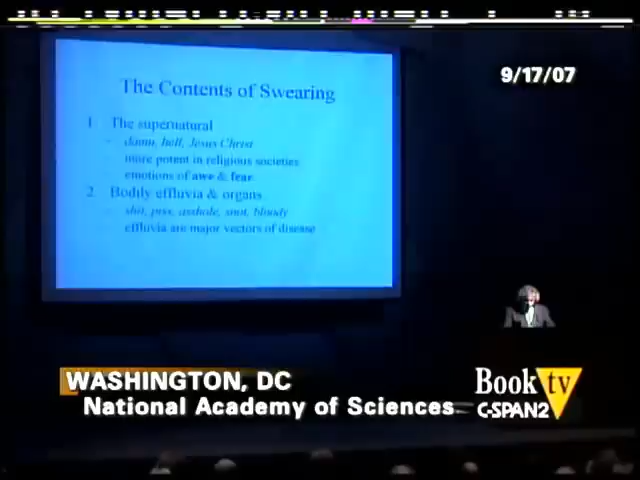 The Contents of Swearing
9/17/07
1 The supernatural
- damn, hell, Jesus Christ
more potent in religious societies
emotions of awe & fear
2 Bodily effluvia & organs
shit, piss, asshole, snot, bloody
effluvia are major vectors of disease
WASHINGTON, DC
National Academy of Sciences
Book tv
C-SPAN2